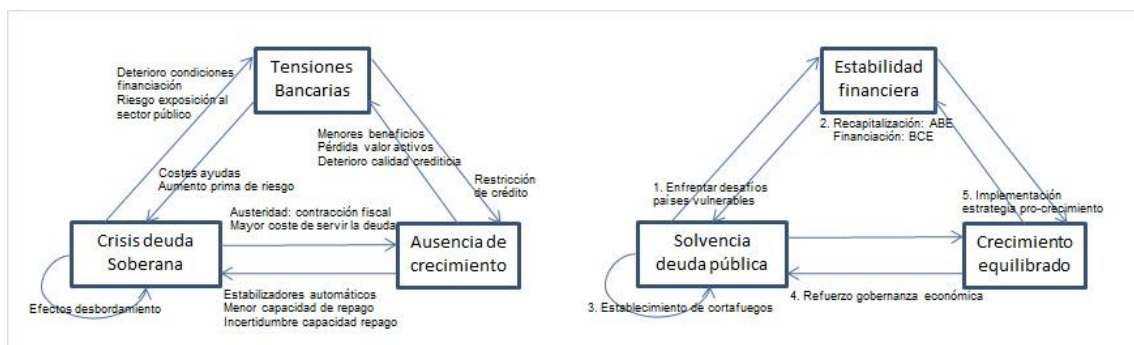 Tensiones
Bancarias
Deterioro condiciones
financiación
Riesgo exposición al
sector público
Menores beneficios
Pérdida valor activos
Deterioro calidad crediticia
Costes ayudas
Aumento prima de riesgo
Restricción
de crédito
Austeridad: contracción fiscal
Mayor coste de servir la deuda
Crisis deuda
Soberana
Ausencia de
crecimiento
Efectos desbordamiento
Estabilizadores automáticos
Menor capacidad de repago
Incertidumbre capacidad repago
Estabilidad
financiera
2. Recapitalización: ABE
Financiación: BCE
1. Enfrentar desafíos
países vulnerables
5. Implementación
estrategia pro-crecimiento
Solvencia
deuda pública
Crecimiento
equilibrado
3. Establecimiento de cortafuegos
4. Refuerzo gobernanza económica